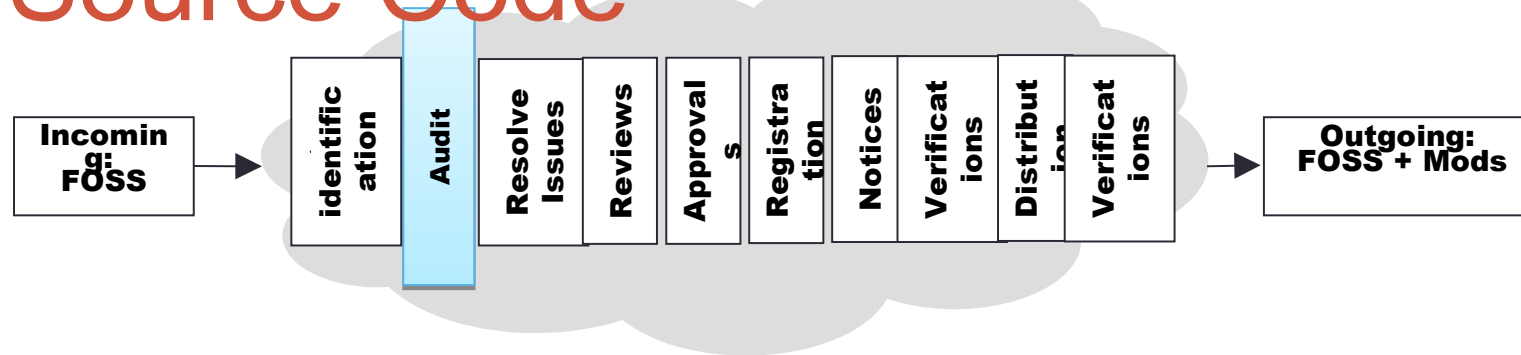 Source Code
Incomin
g:
FOSS
identific
ation
Audit
Resolve
Issues
Reviews
Approval
s
Registra
tion
Notices
Verificat
ions
Distribut
ion
Verificat
ions
Outgoing:
FOSS + Mods